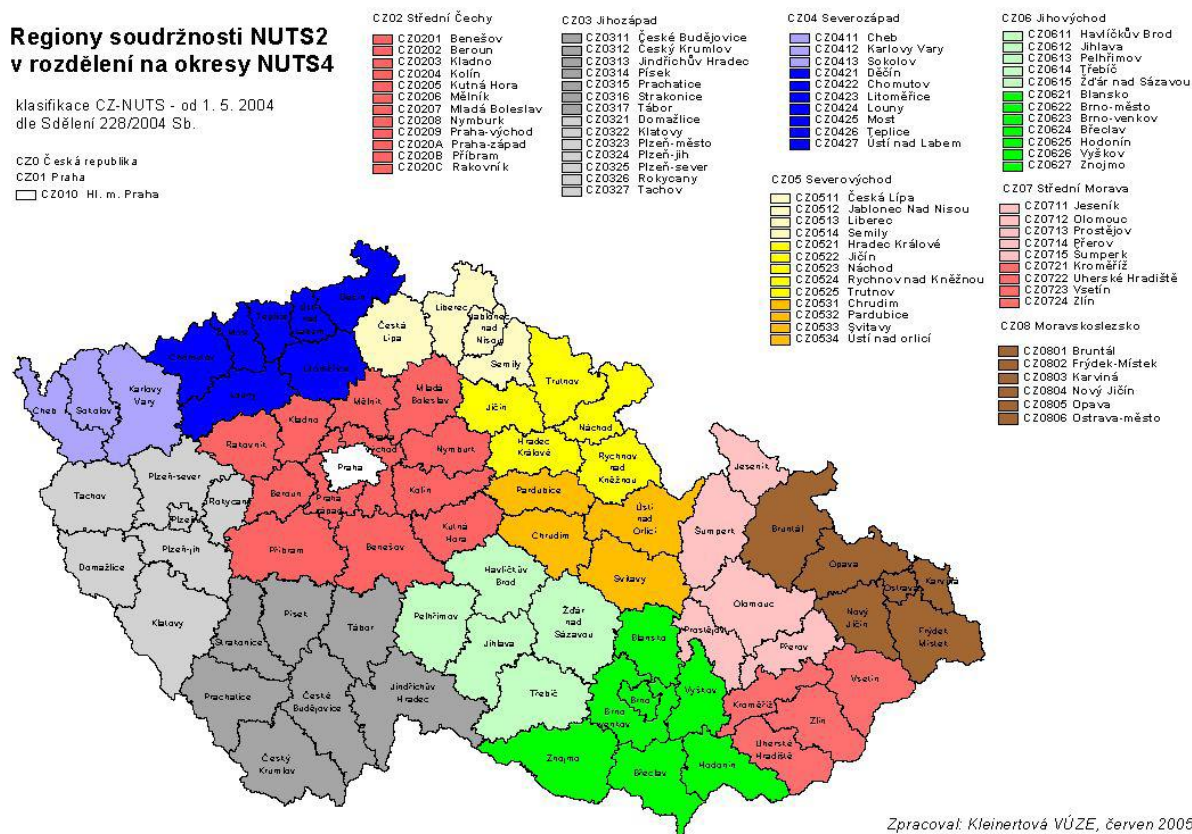 Regiony soudržnosti NUTS2
v rozdělení na okresy NUTS4
klasifikace CZ-NUTS - od 1. 5. 2004
dle Sdělení 228/2004 Sb.
CZ0 Česká republika
CZ01 Praha
CZ010 Hl. m. Praha
CZ02 Střední Čechy
CZ0201 Benešov
CZ0202 Beroun
CZ0203 Kladno
CZ0204 Kolín
CZ0205 Kutná Hora
CZ0206 Mělník
CZ0207 Mladá Boleslav
CZ0208 Nymburk
CZ0209 Praha-východ
CZ020A Praha-západ
CZ020B Příbram
CZ020C Rakovník
CZ03 Jihozápad
CZ0311 České Budějovice
CZ0312 Český Krumlov
CZ0313 Jindřichův Hradec
CZ0314 Písek
CZ0315 Prachatice
CZ0316 Strakonice
CZ0317 Tábor
CZ0321 Domažlice
CZ0322 Klatovy
CZ0323 Plzeň-město
CZ0324 Plzeň-jih
CZ0325 Plzeň-sever
CZ0326 Rokycany
CZ0327 Tachov
CZ04 Severozápad
CZ0411 Cheb
CZ0412 Karlovy Vary
CZ0413 Sokolov
CZ0421 Děčín
CZ0422 Chomutov
CZ0423 Litoměřice
CZ0424 Louny
CZ0425 Most
CZ0426 Teplice
CZ0427 Ústí nad Labem
CZ05 Severovýchod
CZ0511 Česká Lípa
CZ0512 Jablonec Nad Nisou
CZ0513 Liberec
CZ0514 Semily
CZ0521 Hradec Králové
CZ0522 Jičín
CZ0523 Náchod
CZ0524 Rychnov nad Kněžnou
CZ0525 Trutnov
CZ0531 Chrudim
CZ0532 Pardubice
CZ0533 Svitavy
CZ0534 Ústí nad orlicí
CZ06 Jihovýchod
CZ0611 Havlíčkův Brod
CZ0612 Jihlava
CZ0613 Pelhřimov
CZ0614 Třebíč
CZ0615 Žďár nad Sázavou
CZ0621 Blansko
CZ0622 Brno-město
CZ0623 Brno-venkov
CZ0624 Břeclav
CZ0625 Hodonín
CZ0626 Vyškov
CZ0627 Znojmo
CZ07 Střední Morava
CZ0711 Jeseník
CZ0712 Olomouc
CZ0713 Prostějov
CZ0714 Přerov
CZ0715 Šumperk
CZ0721 Kroměříž
CZ0722 Uherské Hradiště
CZ0723 Vsetín
CZ0724 Zlín
CZ08 Moravskoslezsko
CZ0801 Bruntál
CZ0802 Frýdek-Místek
CZ0803 Karviná
CZ0804 Nový Jičín
CZ0805 Opava
CZ0806 Ostrava-město
Liberec
Jablonec
nad
Nisou
Česká
Lípa
Semily
Trutnov
Karlovy
Vary
Cheb
Sokolov
Mladá
Boleslav
Mělník
Jičín
Náchod
Kladno
Rakovník
Nymburk
Hradec
Králové
Rychnov
nad
Kněžnou
Jeseník
Praha
Plzeň-sever
Tachov
Rokycany
Beroun
Praha
západ
Kolín
Pardubice
Ústí
nad
Orlicí
Plzeň
Kutná
Hora
Chrudim
Šumperk
Bruntál
Plzeň-jih
Příbram
Benešov
Domažlice
Havlíčkův
Brod
Svitavy
Opava
Ostrava
Karviná
Klatovy
Písek
Tábor
Pelhřimov
Žďár
nad
Sázavou
Olomouc
Nový
Jičín
Frýdek
Místek
Strakonice
Jihlava
Blansko
Prostějov
Přerov
Prachatice
České
Budějovice
Jindřichův
Hradec
Třebíč
Brno
Brno
venkov
Vyškov
Vsetín
Kroměříž
Zlín
Český
Krumlov
Znojmo
Břeclav
Hodonín
Uherské
Hradiště
Zpracoval: Kleinertová VÚZE, červen 2005